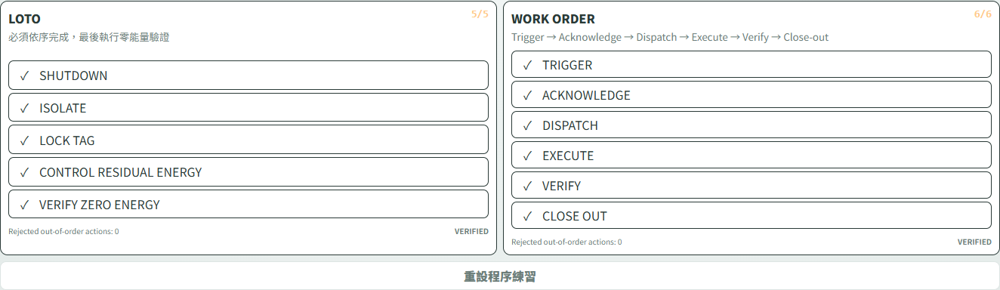 LOTO
5/5
必須依序完成，最後執行零能量驗證
✓ SHUTDOWN
✓ ISOLATE
✓ LOCK TAG
✓ CONTROL RESIDUAL ENERGY
✓ VERIFY ZERO ENERGY
Rejected out-of-order actions: 0
VERIFIED
WORK ORDER
6/6
Trigger → Acknowledge → Dispatch → Execute → Verify → Close-out
✓ TRIGGER
✓ ACKNOWLEDGE
✓ DISPATCH
✓ EXECUTE
✓ VERIFY
✓ CLOSE OUT
Rejected out-of-order actions: 0
VERIFIED
重設程序練習